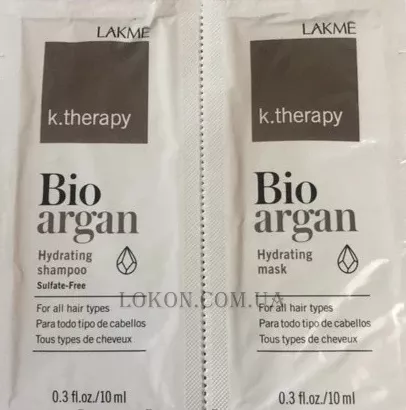 LAKMÉ
k.therapy
Bio
argan
Hydrating
shampoo
Sulfate-Free
For all hair types
Para todo tipo de cabellos
Tous types de cheveux
0.3 fl.oz./10 ml
LAKMÉ
k.therapy
Bio
argan
Hydrating
mask
For all hair types
Para todo tipo de cabellos
Tous types de cheveux
0.3 fl.oz./10 ml
LOKON.COM.UA